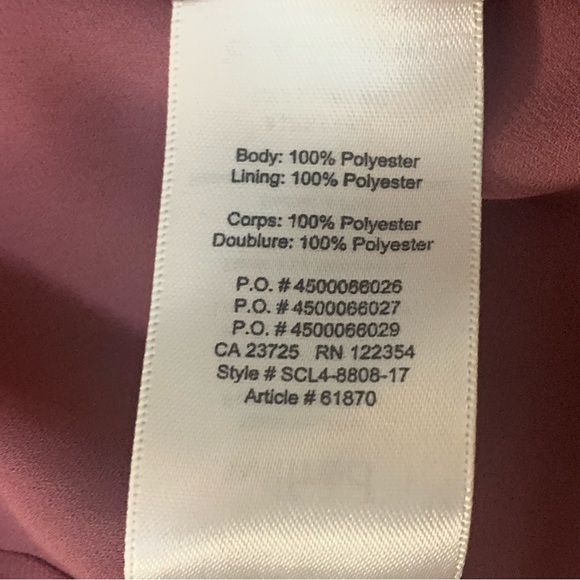 Body: 100% Polyester
Lining: 100% Polyester
Corps: 100% Polyester
Doublure: 100% Polyester
P.O. # 4500066026
P.O. # 4500066027
P.O. # 4500066029
CA 23725 RN 122354
Style # SCL4-8808-17
Article # 61870